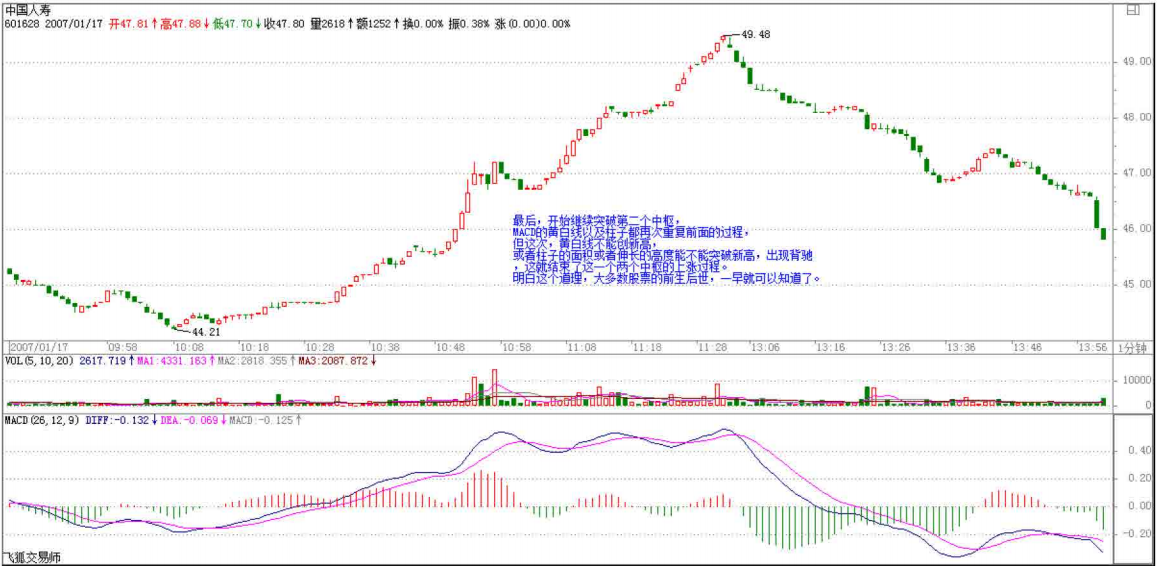 中国人寿
601628 2007/01/17 开47.81↑高47.88↓低47.70↓收47.80 量2618↑额1252↑换0.00% 振0.38% 涨(0.00)0.00%
49.48
49.00
48.00
47.00
最后，开始继续突破第二个中枢，
MACD的黄白线以及柱子都再次重复前面的过程，
但这次，黄白线不能创新高，
或者柱子的面积或者伸长的高度能不能突破新高，出现背驰
，这就结束了这一个两个中枢的上涨过程。
明白这个道理，大多数股票的前生后世，一早就可以知道了。
46.00
45.00
44.21
2007/01/17 09:58 10:08 10:18 10:28 10:38 10:48 10:58 11:08 11:18 11:28 13:06 13:16 13:26 13:36 13:46 13:56 1分钟
VOL(5,10,20) 2617.719↑MA1:4331.163↑MA2:2818.355↑MA3:2087.872↓
10000
0
MACD(26,12,9) DIFF:-0.132↓DEA:-0.069↓MACD:-0.125↑
0.40
0.20
0.00
-0.20
飞狐交易师